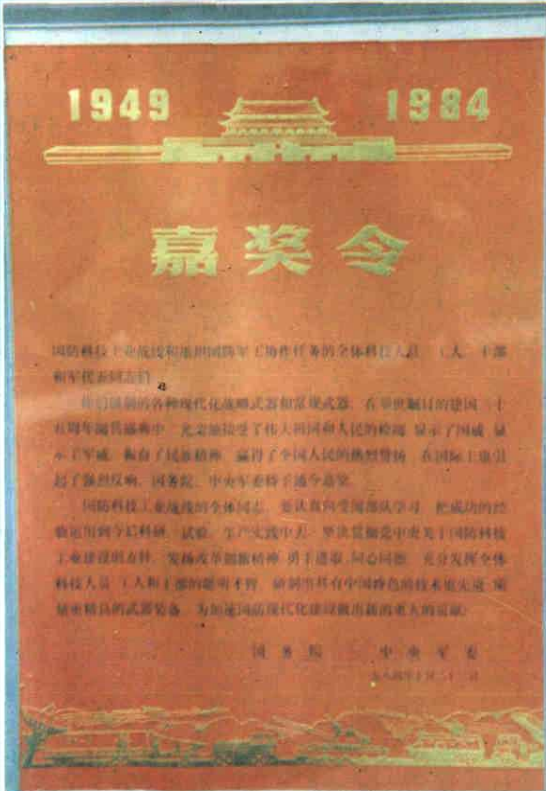 1949 1984
嘉奖令
国防科技工业战线和承担国防军工协作任务的全体科技人员 工人 干部
和军代表同志们
你们研制的各种现代化战略武器和常规武器 在举世瞩目的建国三十
五周年阅兵盛典中 光荣地接受了伟大祖国和人民的检阅 显示了国威 显
示了军威 振奋了民族精神 赢得了全国人民的热烈赞扬 在国际上也引
起了强烈反响。国务院、中央军委特予通令嘉奖。
国防科技工业战线的全体同志 要认真向受阅部队学习 把成功的经
验运用到今后科研、试验、生产实践中去 坚决贯彻党中央关于国防科技
工业建设的方针，发扬改革创新精神 勇于进取 同心同德 充分发挥全体
科技人员 工人和干部的聪明才智 研制出具有中国特色的技术更先进 质
量更精良的武器装备，为加速国防现代化建设做出新的更大的贡献
国务院 中央军委